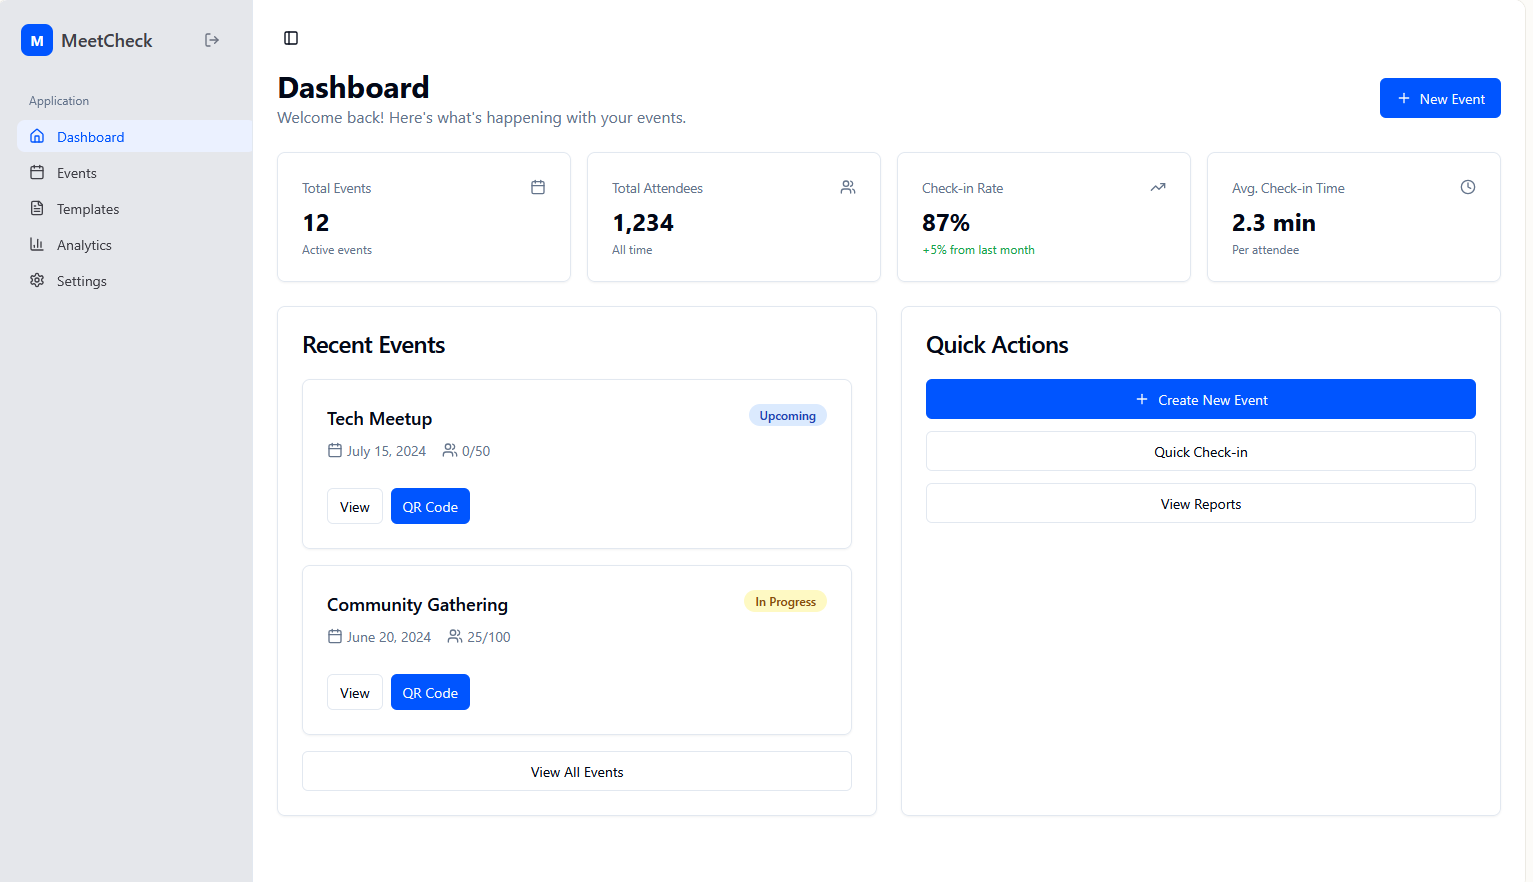 M MeetCheck
Application
Dashboard
Events
Templates
Analytics
Settings
Dashboard
Welcome back! Here's what's happening with your events.
New Event
Total Events
12
Active events
Total Attendees
1,234
All time
Check-in Rate
87%
+5% from last month
Avg. Check-in Time
2.3 min
Per attendee
Recent Events
Tech Meetup
Upcoming
July 15, 2024 0/50
View QR Code
Community Gathering
In Progress
June 20, 2024 25/100
View QR Code
View All Events
Quick Actions
Create New Event
Quick Check-in
View Reports